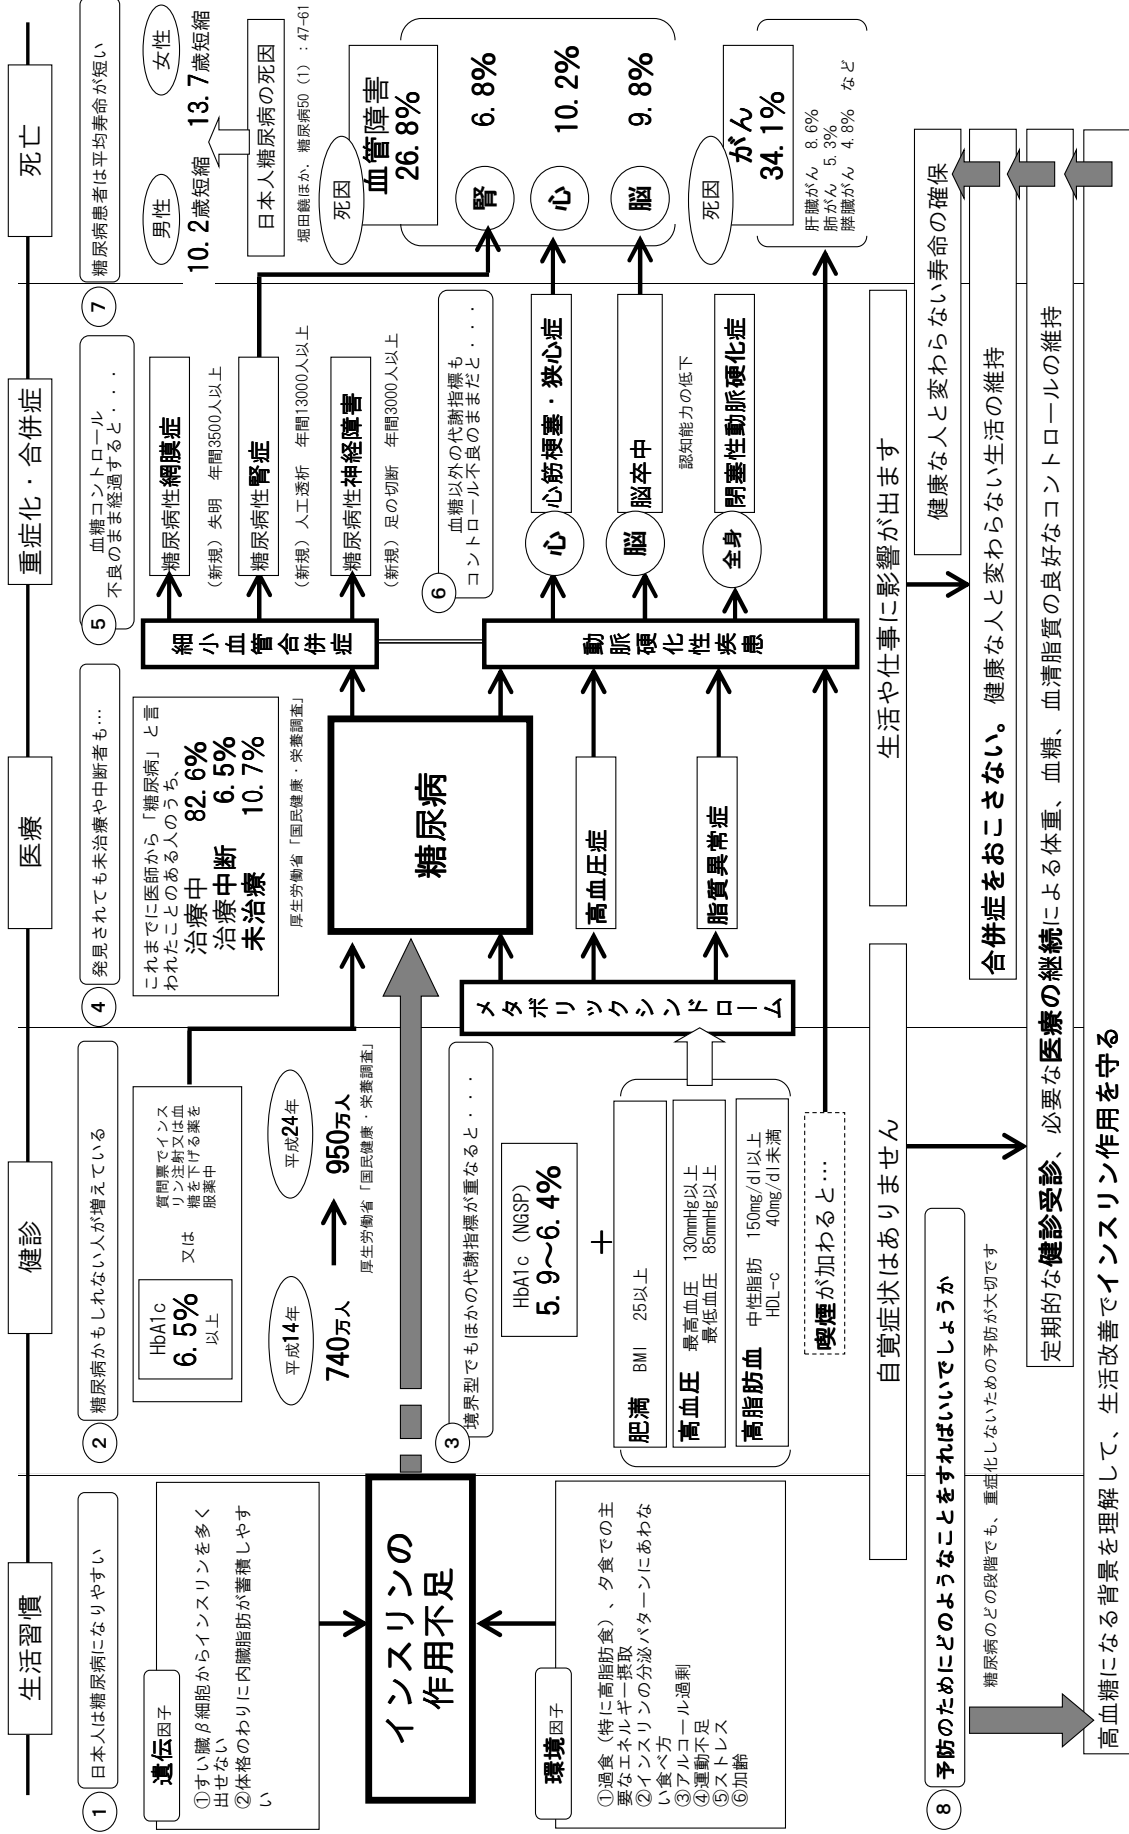 生活習慣
健診
医療
重症化・合併症
死亡
1
日本人は糖尿病になりやすい
遺伝因子
①すい臓β細胞からインスリンを多く
出せない
②体格のわりに内臓脂肪が蓄積しやす
い
インスリンの
作用不足
環境因子
①過食(特に高脂肪食)、夕食での主
要なエネルギー摂取
②インスリンの分泌パターンにあわな
い食べ方
③アルコール過剰
④運動不足
⑤ストレス
⑥加齢
2
糖尿病かもしれない人が増えている
HbA1c
6.5%
以上
又は
質問票でインス
リン注射又は血
糖を下げる薬を
服薬中
平成14年
740万人
平成24年
950万人
厚生労働省「国民健康・栄養調査」
3
境界型でもほかの代謝指標が重なると・・・
HbA1c (NGSP)
5.9～6.4%
+
肥満 BMI 25以上
高血圧 最高血圧 130mmHg以上
最低血圧 85mmHg以上
高脂肪血 中性脂肪 150mg/dl以上
HDL-c 40mg/dl未満
喫煙が加わると…
メタボリックシンドローム
4
発見されても未治療や中断者も…
これまでに医師から「糖尿病」と言
われたことのある人のうち、
治療中 82.6%
治療中断 6.5%
未治療 10.7%
厚生労働省「国民健康・栄養調査」
糖尿病
高血圧症
脂質異常症
5
血糖コントロール
不良のまま経過すると・・・
細小血管合併症
糖尿病性網膜症
(新規)失明 年間3500人以上
糖尿病性腎症
(新規)人工透析 年間13000人以上
糖尿病性神経障害
(新規)足の切断 年間3000人以上
6
血糖以外の代謝指標も
コントロール不良のままだと・・・
動脈硬化性疾患
心
心筋梗塞・狭心症
脳
脳卒中
認知能力の低下
全身
閉塞性動脈硬化症
7
糖尿病患者は平均寿命が短い
男性
10.2歳短縮
女性
13.7歳短縮
日本人糖尿病の死因
堀田饒ほか. 糖尿病50(1):47-61
死因
血管障害
26.8%
腎
6.8%
心
10.2%
脳
9.8%
死因
がん
34.1%
肝臓がん 8.6%
肺がん 5.3%
膵臓がん 4.8% など
自覚症状はありません
生活や仕事に影響が出ます
8
予防のためにどのようなことをすればいいでしょうか
糖尿病のどの段階でも、重症化しないための予防が大切です
健康な人と変わらない寿命の確保
合併症をおこさない。健康な人と変わらない生活の維持
定期的な健診受診、必要な医療の継続による体重、血糖、血清脂質の良好なコントロールの維持
高血糖になる背景を理解して、生活改善でインスリン作用を守る